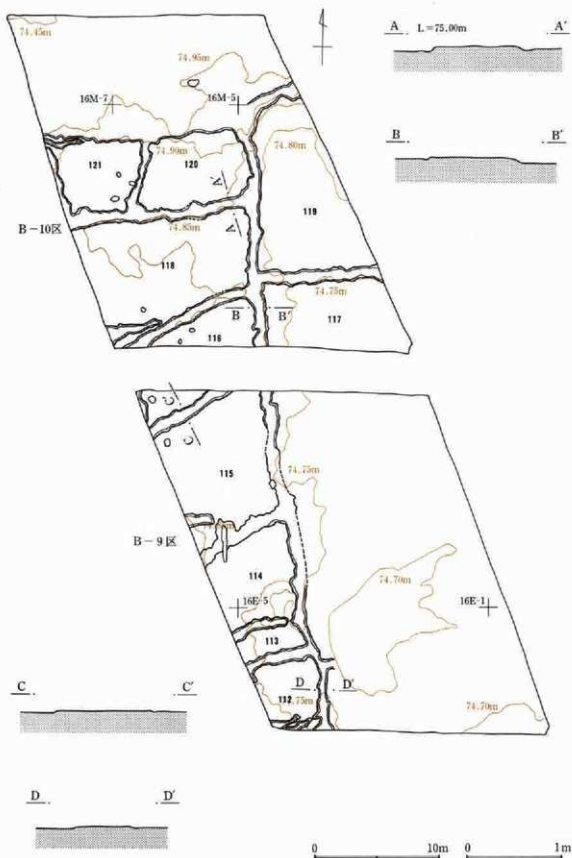 74.45m
74.95m
16M-7
16M-5
74.90m
74.80m
121
120
119
A'
A
B-10区
74.85m
118
74.75m
B
B'
117
116
A
L=75.00m
A'
B
B'
C'
C
115
74.75m
B-9区
114
74.70m
16E-5
16E-1
113
D
D'
112
74.75m
74.70m
C
C'
D
D'
0
10m
0
1m